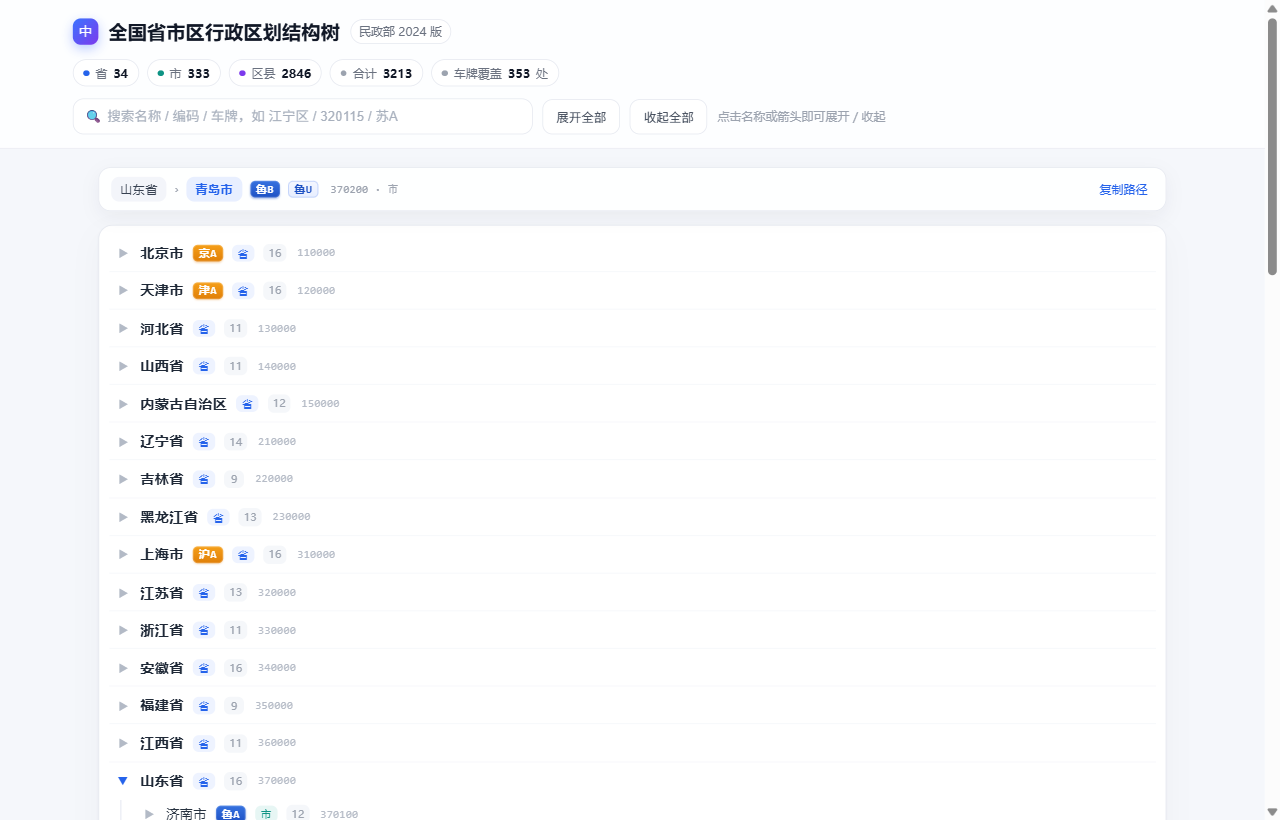 中 全国省市区行政区划结构树 民政部 2024 版
省 34 市 333 区县 2846 合计 3213 车牌覆盖 353 处
搜索名称 / 编码 / 车牌，如 江宁区 / 320115 / 苏A 展开全部 收起全部 点击名称或箭头即可展开 / 收起
山东省 › 青岛市 鲁B 鲁U 370200 · 市 复制路径
▶ 北京市 京A 省 16 110000
▶ 天津市 津A 省 16 120000
▶ 河北省 省 11 130000
▶ 山西省 省 11 140000
▶ 内蒙古自治区 省 12 150000
▶ 辽宁省 省 14 210000
▶ 吉林省 省 9 220000
▶ 黑龙江省 省 13 230000
▶ 上海市 沪A 省 16 310000
▶ 江苏省 省 13 320000
▶ 浙江省 省 11 330000
▶ 安徽省 省 16 340000
▶ 福建省 省 9 350000
▶ 江西省 省 11 360000
▼ 山东省 省 16 370000
▶ 济南市 鲁A 市 12 370100